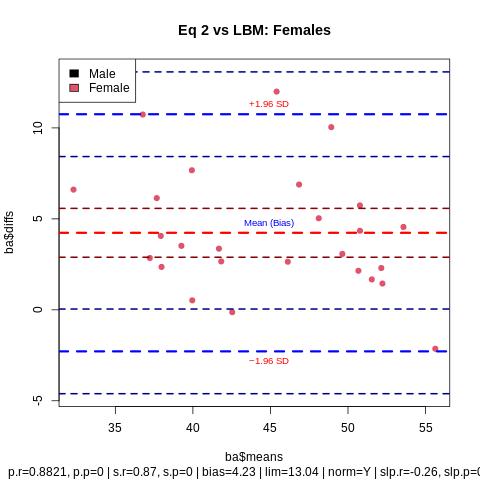 Eq 2 vs LBM: Females
Male
Female
+1.96 SD
Mean (Bias)
−1.96 SD
ba$diffs
-5
0
5
10
35
40
45
50
55
ba$means
p.r=0.8821, p.p=0 | s.r=0.87, s.p=0 | bias=4.23 | lim=13.04 | norm=Y | slp.r=-0.26, slp.p=0